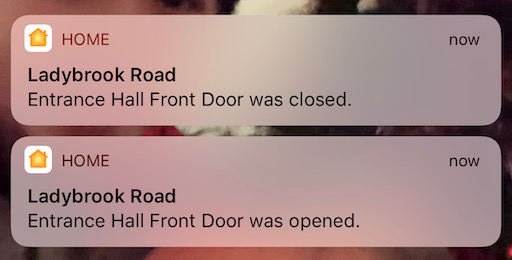 HOME now
Ladybrook Road
Entrance Hall Front Door was closed.
HOME now
Ladybrook Road
Entrance Hall Front Door was opened.